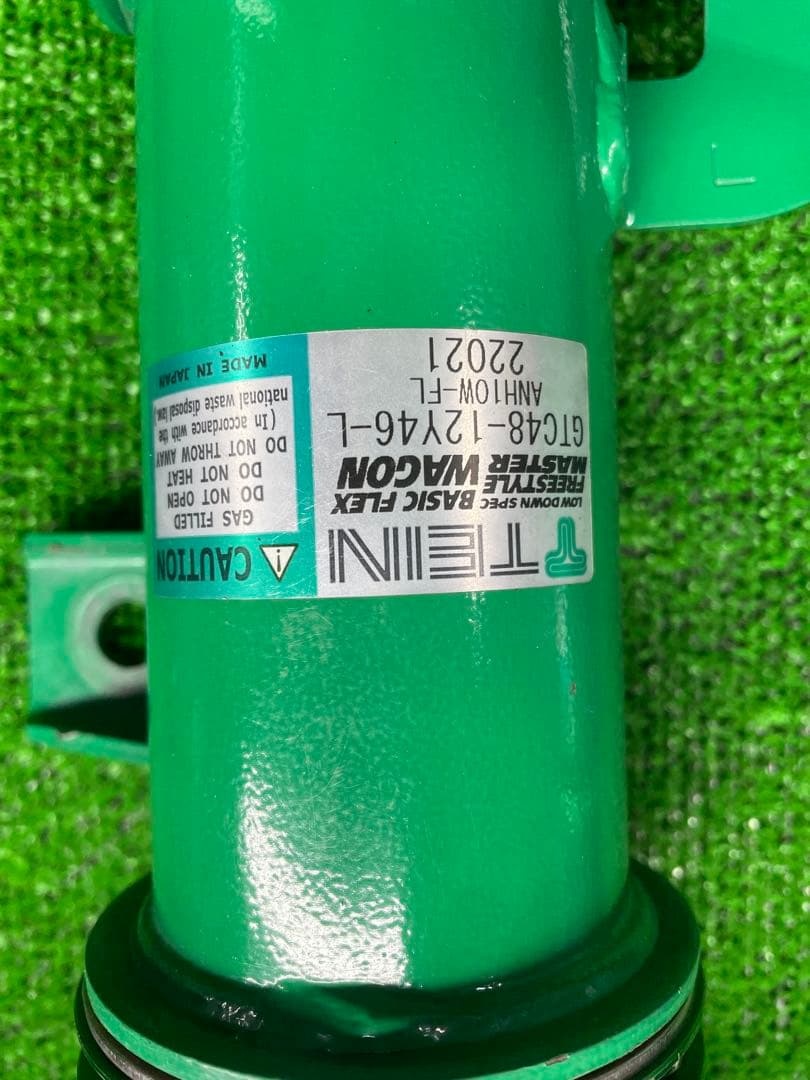 TEIN
LOW DOWN SPEC BASIC FLEX
FREESTYLE
MASTER WAGON
GTC48-12Y46-L
ANH10W-FL
22021
CAUTION
GAS FILLED
DO NOT OPEN
DO NOT HEAT
DO NOT THROW AWAY
(In accordance with the
national waste disposal law.)
MADE IN JAPAN
L